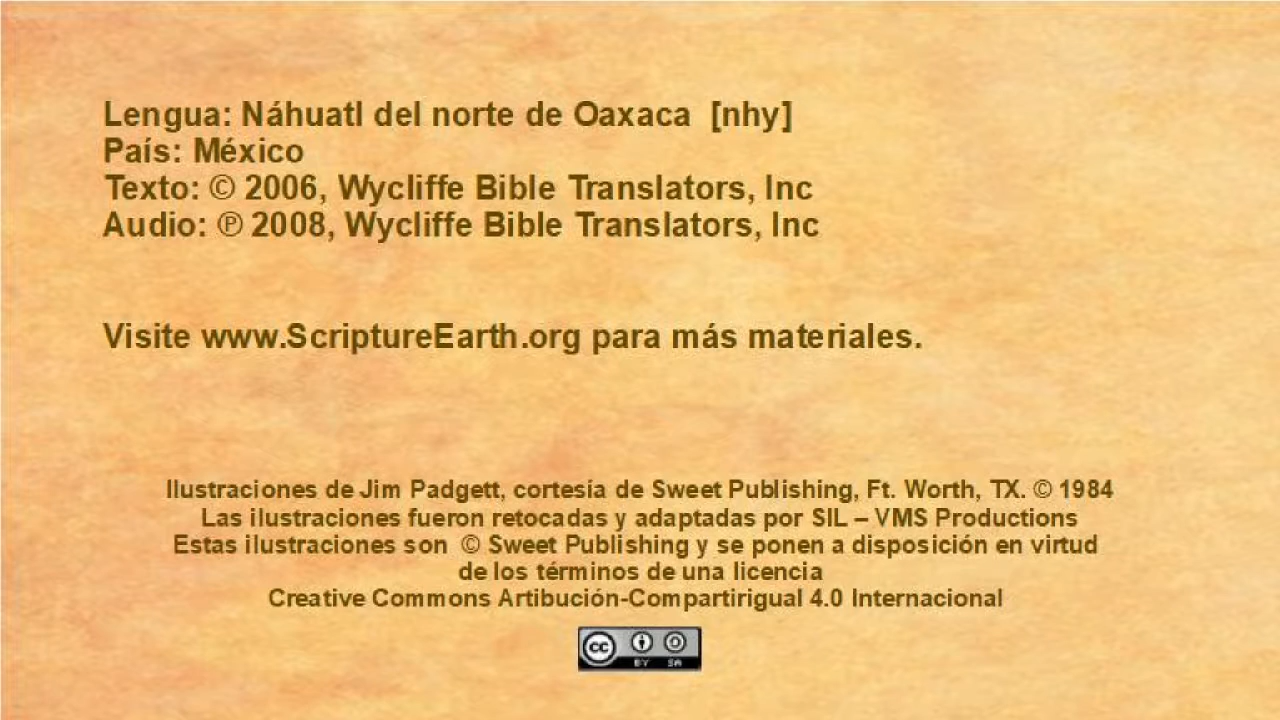 Lengua: Náhuatl del norte de Oaxaca [nhy]
País: México
Texto: © 2006, Wycliffe Bible Translators, Inc
Audio: ℗ 2008, Wycliffe Bible Translators, Inc
Visite www.ScriptureEarth.org para más materiales.
Ilustraciones de Jim Padgett, cortesía de Sweet Publishing, Ft. Worth, TX. © 1984
Las ilustraciones fueron retocadas y adaptadas por SIL – VMS Productions
Estas ilustraciones son © Sweet Publishing y se ponen a disposición en virtud
de los términos de una licencia
Creative Commons Artibución-Compartirigual 4.0 Internacional
cc BY SA